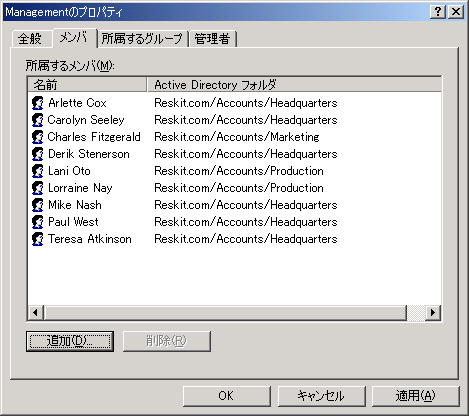 Managementのプロパティ
全般 メンバ 所属するグループ 管理者
所属するメンバ(M):
名前 Active Directory フォルダ
Arlette Cox Reskit.com/Accounts/Headquarters
Carolyn Seeley Reskit.com/Accounts/Headquarters
Charles Fitzgerald Reskit.com/Accounts/Marketing
Derik Stenerson Reskit.com/Accounts/Headquarters
Lani Oto Reskit.com/Accounts/Production
Lorraine Nay Reskit.com/Accounts/Production
Mike Nash Reskit.com/Accounts/Headquarters
Paul West Reskit.com/Accounts/Headquarters
Teresa Atkinson Reskit.com/Accounts/Headquarters
追加(D)... 削除(R)
OK キャンセル 適用(A)